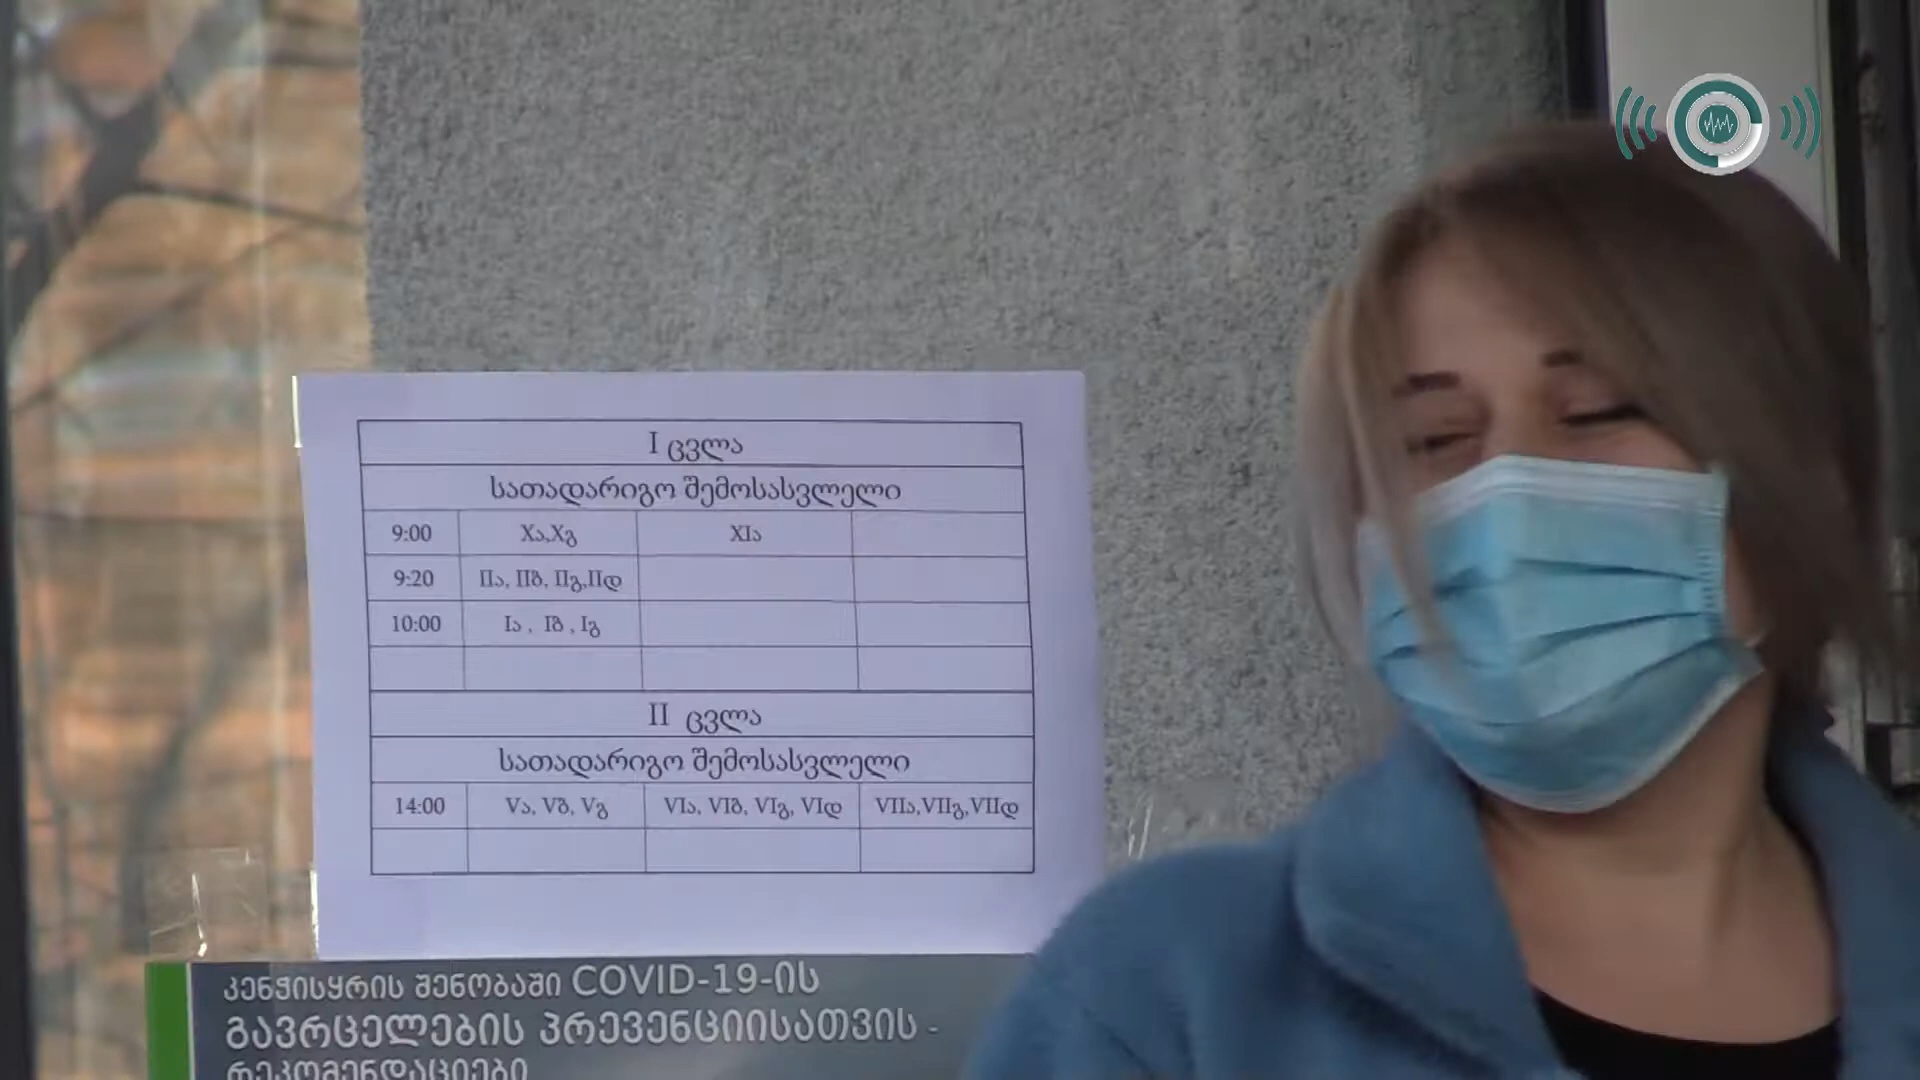 I ცვლა
სათადარიგო შემოსასვლელი
9:00 Xა,Xგ XIა
9:20 IIა, IIბ, IIგ,IIდ
10:00 Iა , Iბ , Iგ
II ცვლა
სათადარიგო შემოსასვლელი
14:00 Vა, Vბ, Vგ VIა, VIბ, VIგ, VIდ VIIა,VIIგ,VIIდ
კენჭისყრის შენობაში COVID-19-ის
გავრცელების პრევენციისათვის -
რეკომენდაციები